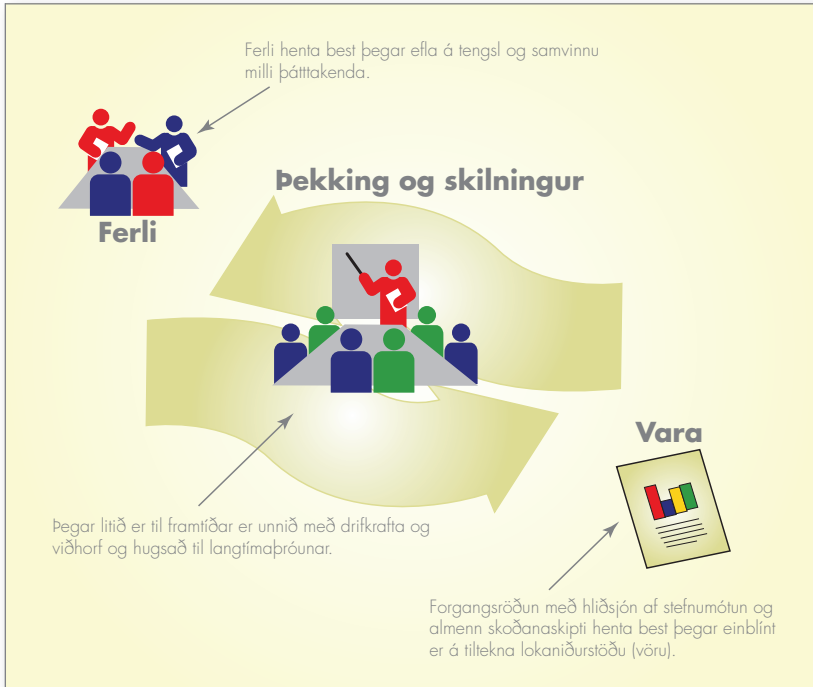 Ferli henta best þegar efla á tengsl og samvinnu
milli þátttakenda.
Þekking og skilningur
Ferli
Vara
Þegar litið er til framtíðar er unnið með drifkrafta og
viðhorf og hugsað til langtímaþróunar.
Forgangsröðun með hliðsjón af stefnumótun og
almenn skoðanaskipti henta best þegar einblínt
er á tiltekna lokaniðurstöðu (vöru).